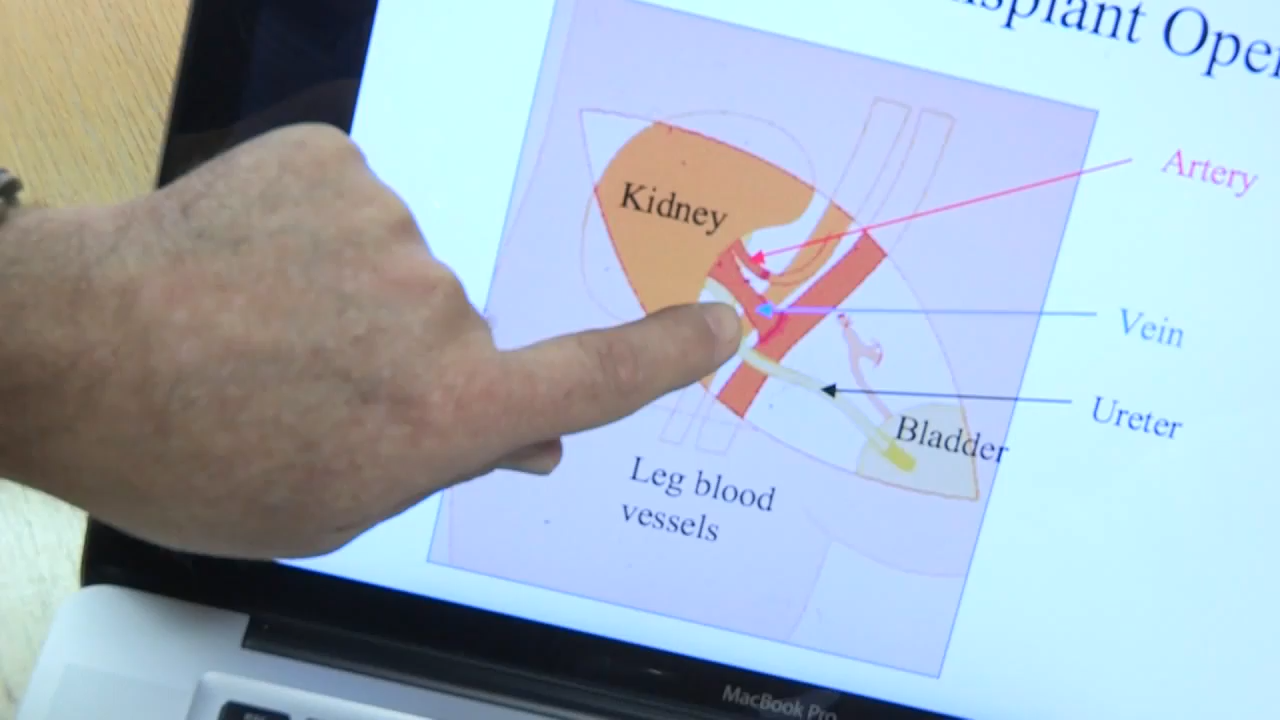 Kidney
Artery
Vein
Ureter
Bladder
Leg blood
vessels
MacBook Pro